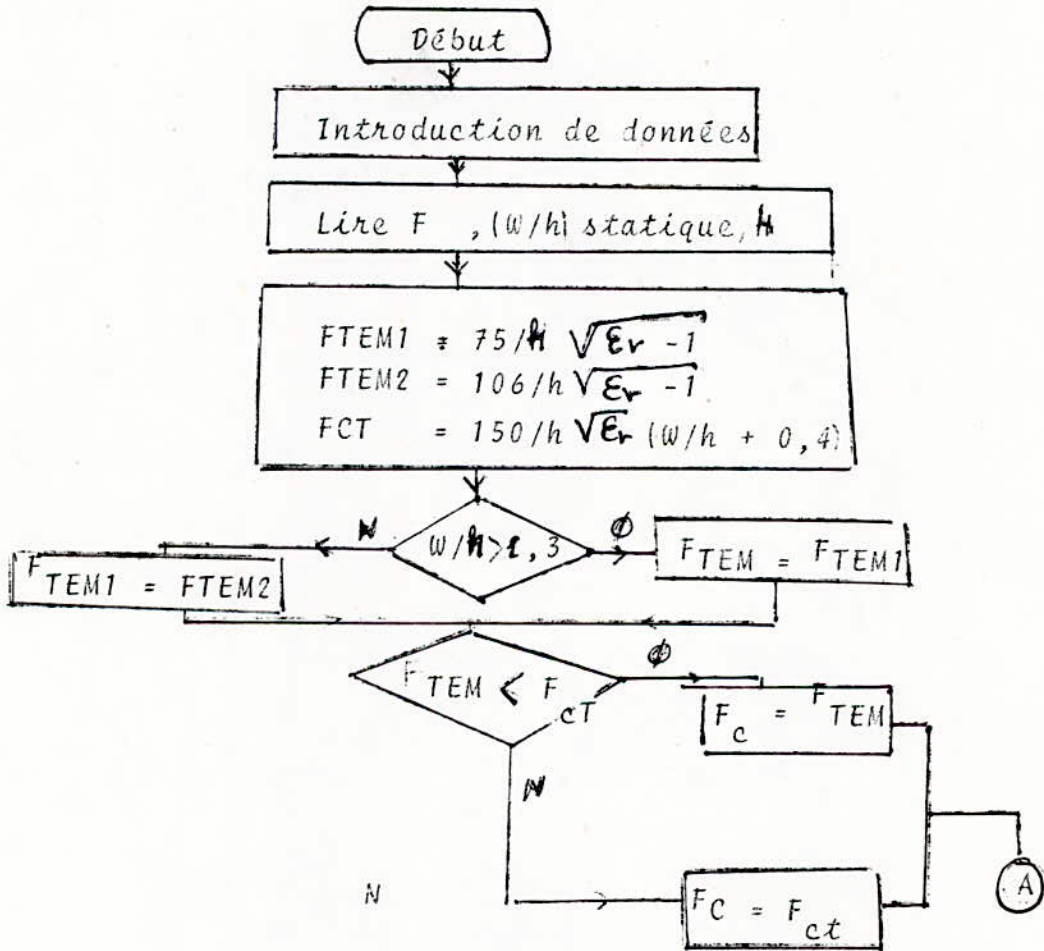 Début
Introduction de données
Lire F , (W/h) statique, h
FTEM1 = 75/h √εr -1
FTEM2 = 106/h √εr -1
FCT = 150/h √εr (W/h + 0,4)
N
W/h>1,3
Φ
FTEM1 = FTEM2
FTEM = FTEM1
Φ
FTEM < FcT
Fc = FTEM
N
A
N
FC = Fct